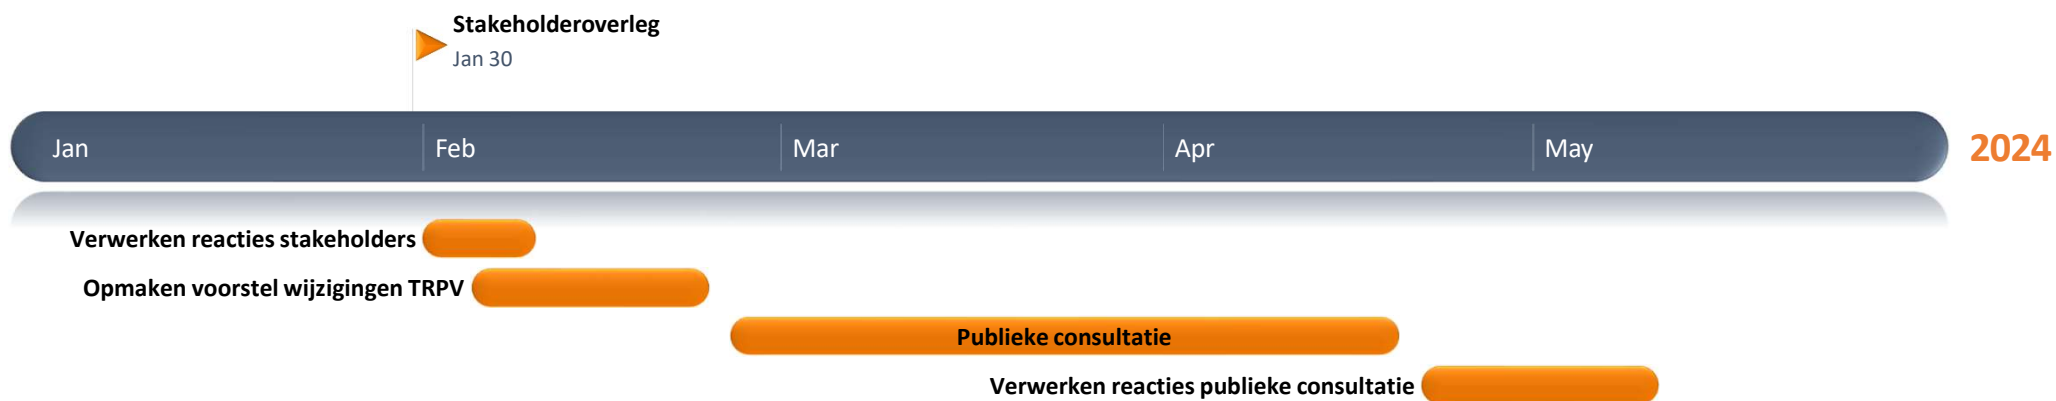 Stakeholderoverleg
Jan 30
Jan Feb Mar Apr May 2024
Verwerken reacties stakeholders
Opmaken voorstel wijzigingen TRPV
Publieke consultatie
Verwerken reacties publieke consultatie